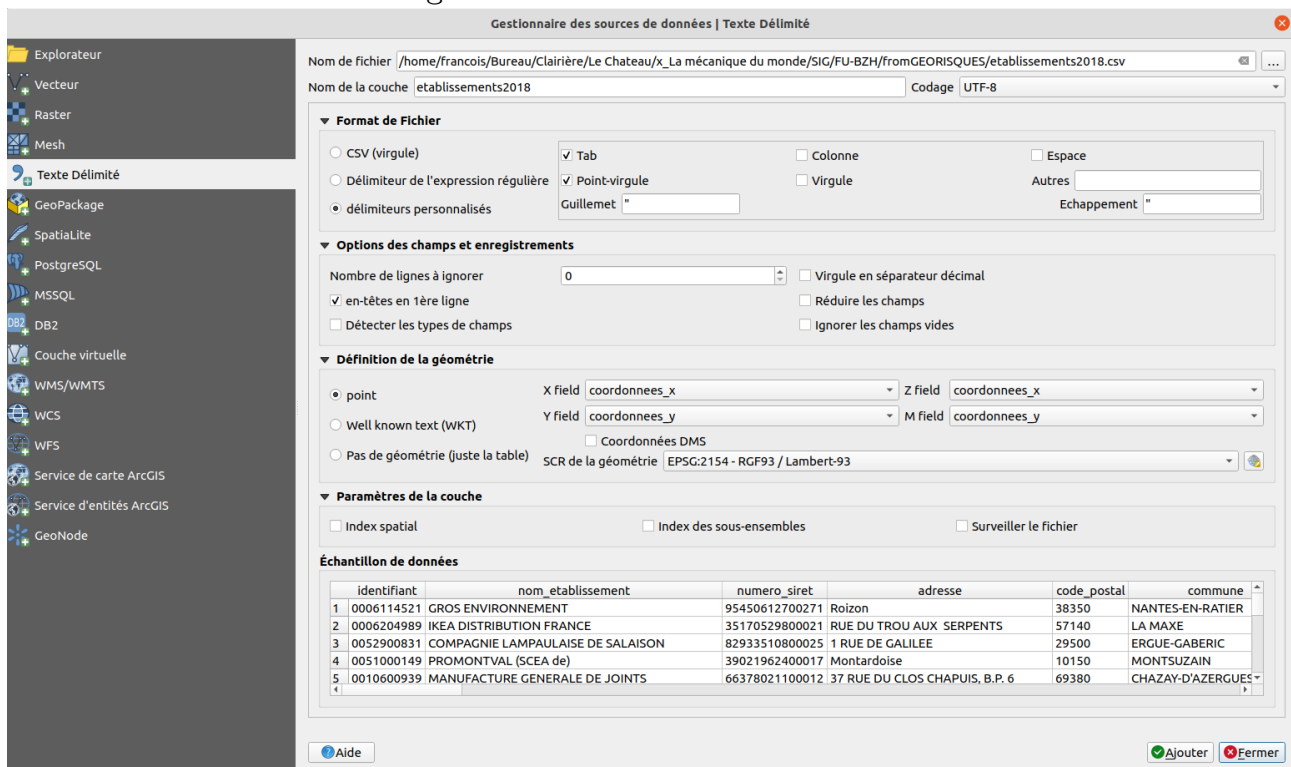 Gestionnaire des sources de données | Texte Délimité
Explorateur
Vecteur
Raster
Mesh
Texte Délimité
GeoPackage
SpatiaLite
PostgreSQL
MSSQL
DB2 DB2
Couche virtuelle
WMS/WMTS
WCS
WFS
Service de carte ArcGIS
Service d'entités ArcGIS
GeoNode
Nom de fichier /home/francois/Bureau/Clairière/Le Chateau/x_La mécanique du monde/SIG/FU-BZH/fromGEORISQUES/etablissements2018.csv ...
Nom de la couche etablissements2018 Codage UTF-8
Format de Fichier
CSV (virgule) Tab Colonne Espace
Délimiteur de l'expression régulière Point-virgule Virgule Autres
délimiteurs personnalisés Guillemet " Echappement "
Options des champs et enregistrements
Nombre de lignes à ignorer 0 Virgule en séparateur décimal
en-têtes en 1ère ligne Réduire les champs
Détecter les types de champs Ignorer les champs vides
Définition de la géométrie
point X field coordonnees_x Z field coordonnees_x
Well known text (WKT) Y field coordonnees_y M field coordonnees_y
Coordonnées DMS
Pas de géométrie (juste la table) SCR de la géométrie EPSG:2154 - RGF93 / Lambert-93
Paramètres de la couche
Index spatial Index des sous-ensembles Surveiller le fichier
Échantillon de données
identifiant nom_etablissement numero_siret adresse code_postal commune
1 0006114521 GROS ENVIRONNEMENT 95450612700271 Roizon 38350 NANTES-EN-RATIER
2 0006204989 IKEA DISTRIBUTION FRANCE 35170529800021 RUE DU TROU AUX SERPENTS 57140 LA MAXE
3 0052900831 COMPAGNIE LAMPAULAISE DE SALAISON 82933510800025 1 RUE DE GALILEE 29500 ERGUE-GABERIC
4 0051000149 PROMONTVAL (SCEA de) 39021962400017 Montardoise 10150 MONTSUZAIN
5 0010600939 MANUFACTURE GENERALE DE JOINTS 66378021100012 37 RUE DU CLOS CHAPUIS, B.P. 6 69380 CHAZAY-D'AZERGUES
Aide Ajouter Fermer